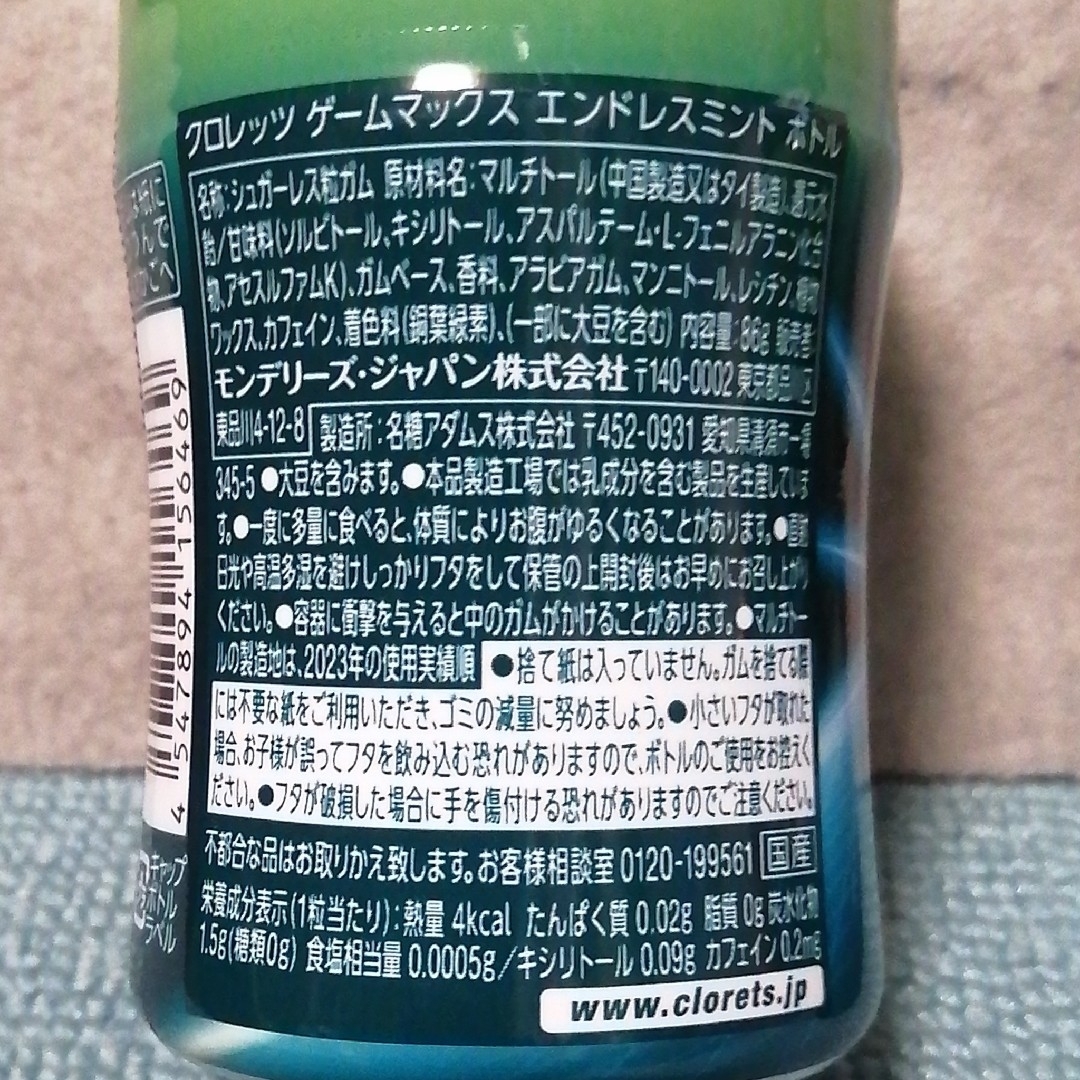 クロレッツ ゲームマックス エンドレスミント ボトル
名称:シュガーレス粒ガム 原材料名:マルチトール(中国製造又はタイ製造)、還元水
飴/甘味料(ソルビトール、キシリトール、アスパルテーム・L-フェニルアラニン化合
物、アセスルファムK)、ガムベース、香料、アラビアガム、マンニトール、レシチン、植物
ワックス、カフェイン、着色料(銅葉緑素)、(一部に大豆を含む) 内容量:86g 販売者:
モンデリーズ・ジャパン株式会社 〒140-0002 東京都品川区
東品川4-12-8 製造所:名糖アダムス株式会社 〒452-0931 愛知県清須市一場
345-5 ●大豆を含みます。●本品製造工場では乳成分を含む製品を生産していま
す。●一度に多量に食べると、体質によりお腹がゆるくなることがあります。●直射
日光や高温多湿を避けしっかりフタをして保管の上開封後はお早めにお召し上がり
ください。●容器に衝撃を与えると中のガムがかけることがあります。●マルチトー
ルの製造地は、2023年の使用実績順 ●捨て紙は入っていません。ガムを捨てる際
には不要な紙をご利用いただき、ゴミの減量に努めましょう。●小さいフタが取れた
場合、お子様が誤ってフタを飲み込む恐れがありますので、ボトルのご使用をお控えく
ださい。●フタが破損した場合に手を傷付ける恐れがありますのでご注意ください。
不都合な品はお取りかえ致します。お客様相談室 0120-199561 国産
栄養成分表示(1粒当たり):熱量 4kcal たんぱく質 0.02g 脂質 0g 炭水化物
1.5g(糖類0g) 食塩相当量 0.0005g/キシリトール 0.09g カフェイン 0.2mg
www.clorets.jp
4 547894 156469
キャップ
ボトル
ラベル